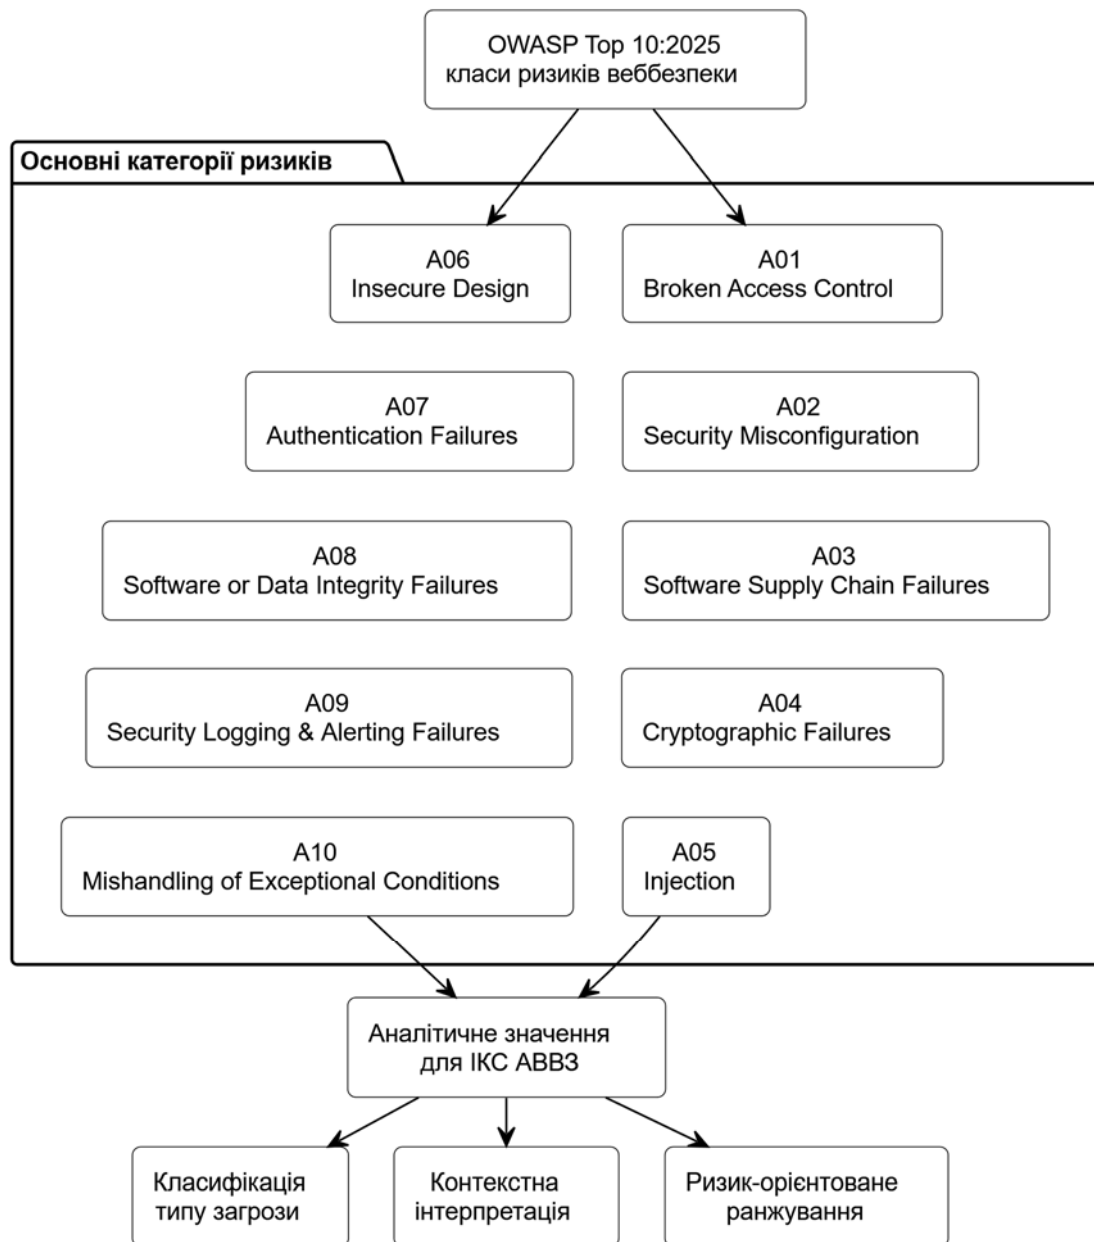 OWASP Top 10:2025
класи ризиків веббезпеки
Основні категорії ризиків
A06
Insecure Design
A01
Broken Access Control
A07
Authentication Failures
A02
Security Misconfiguration
A08
Software or Data Integrity Failures
A03
Software Supply Chain Failures
A09
Security Logging & Alerting Failures
A04
Cryptographic Failures
A10
Mishandling of Exceptional Conditions
A05
Injection
Аналітичне значення
для ІКС АВВЗ
Класифікація
типу загрози
Контекстна
інтерпретація
Ризик-орієнтоване
ранжування